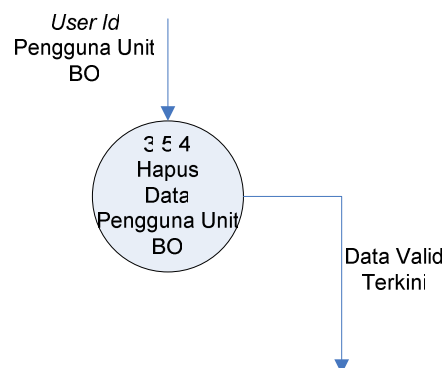 User Id
Pengguna Unit
BO
3 5 4
Hapus
Data
Pengguna Unit
BO
Data Valid
Terkini